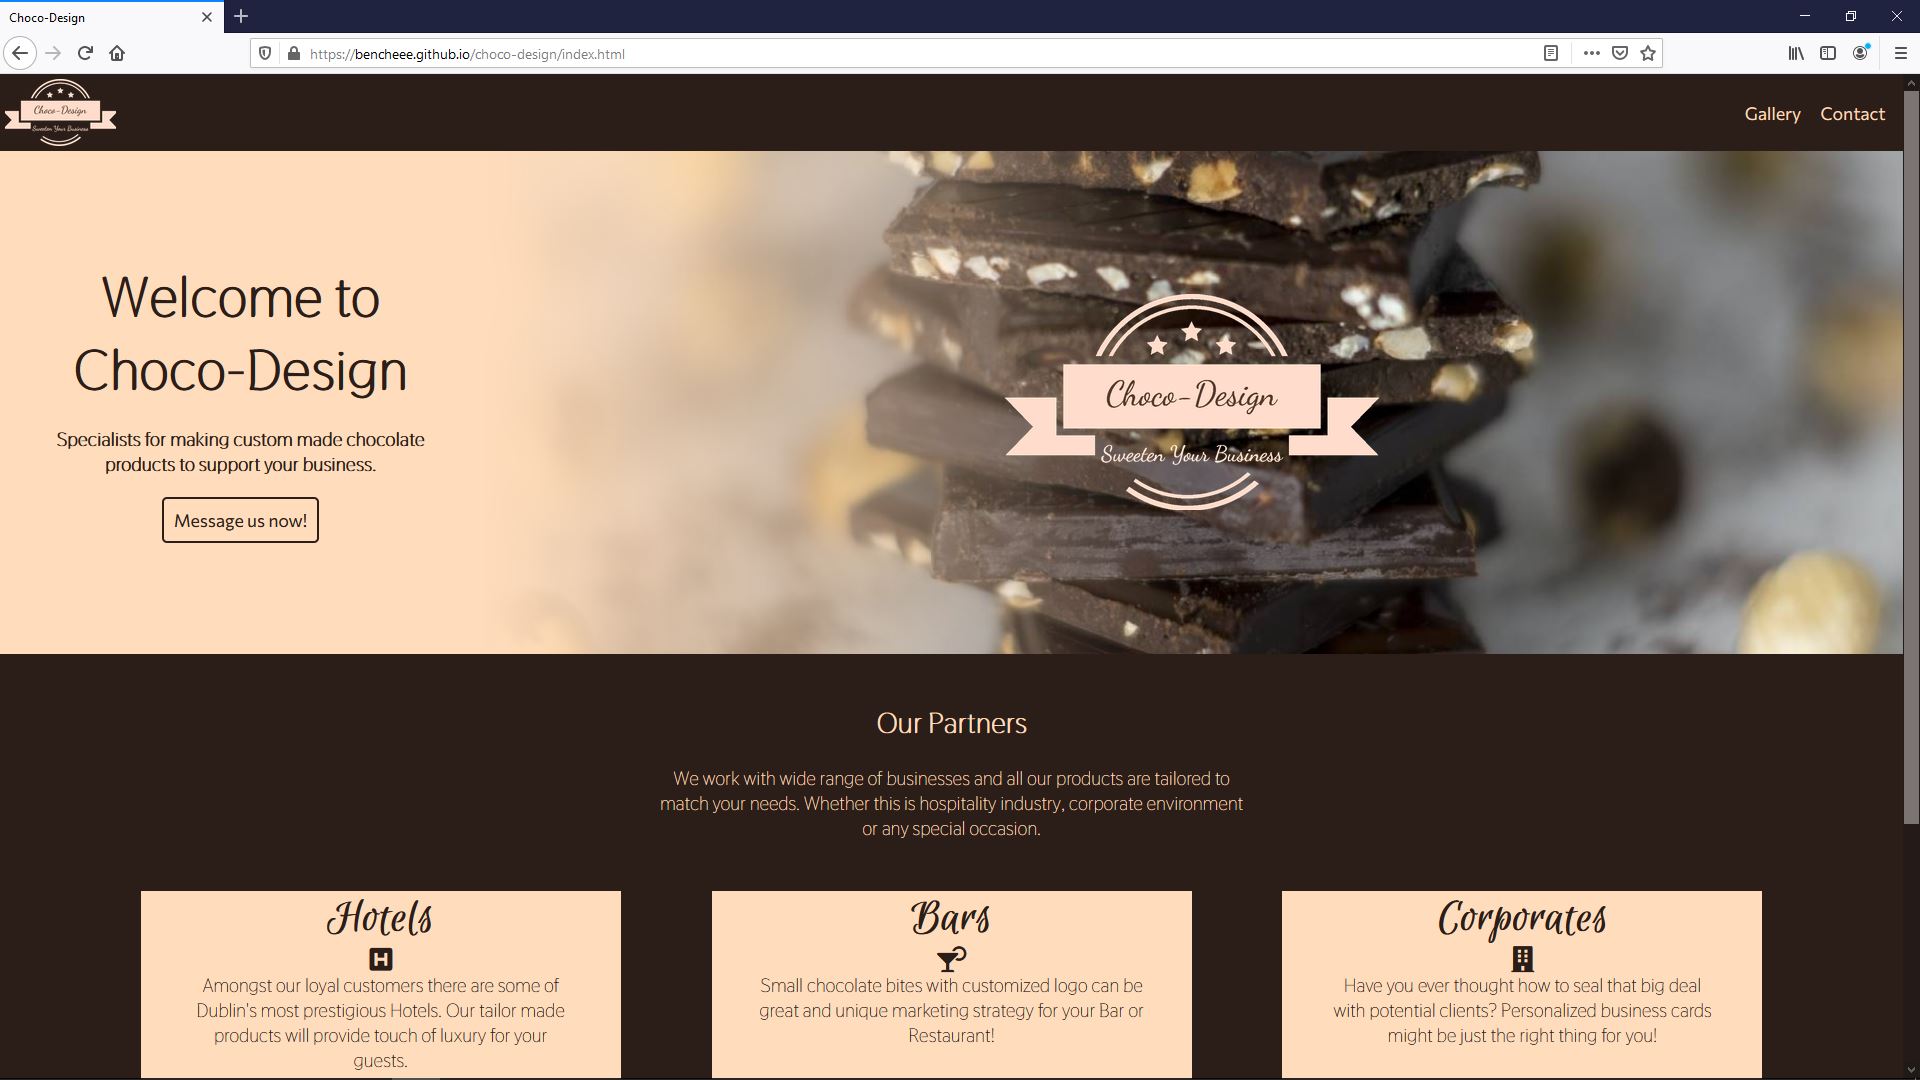 Choco-Design
https://bencheee.github.io/choco-design/index.html
Choco-Design
Sweeten Your Business
Gallery
Contact
Welcome to
Choco-Design
Specialists for making custom made chocolate
products to support your business.
Message us now!
Choco-Design
Sweeten Your Business
Our Partners
We work with wide range of businesses and all our products are tailored to
match your needs. Whether this is hospitality industry, corporate environment
or any special occasion.
Hotels
H
Amongst our loyal customers there are some of
Dublin's most prestigious Hotels. Our tailor made
products will provide touch of luxury for your
guests.
Bars
Small chocolate bites with customized logo can be
great and unique marketing strategy for your Bar or
Restaurant!
Corporates
Have you ever thought how to seal that big deal
with potential clients? Personalized business cards
might be just the right thing for you!